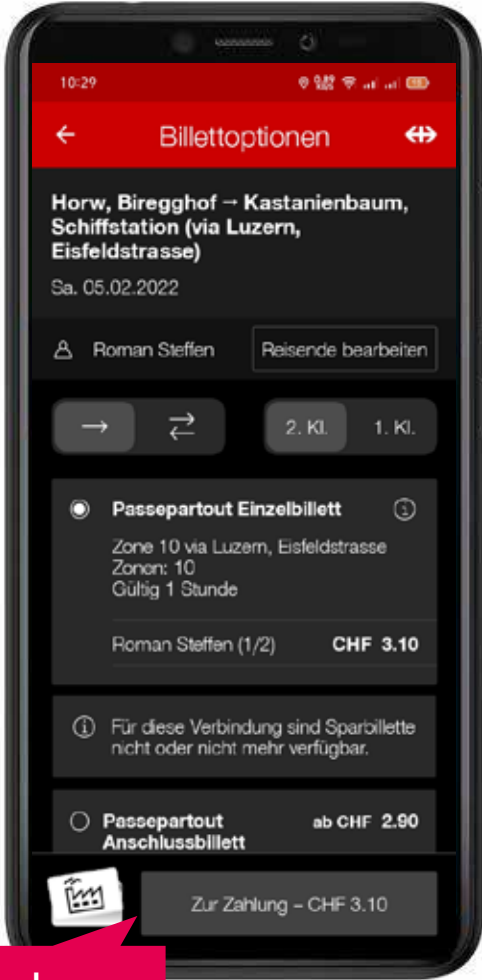 10:29
Billettoptionen
Horw, Biregghof → Kastanienbaum,
Schiffstation (via Luzern,
Eisfeldstrasse)
Sa. 05.02.2022
Roman Steffen
Reisende bearbeiten
2. Kl.
1. Kl.
Passepartout Einzelbillett
Zone 10 via Luzern, Eisfeldstrasse
Zonen: 10
Gültig 1 Stunde
Roman Steffen (1/2) CHF 3.10
Für diese Verbindung sind Sparbillette
nicht oder nicht mehr verfügbar.
Passepartout ab CHF 2.90
Anschlussbillett
Zur Zahlung – CHF 3.10